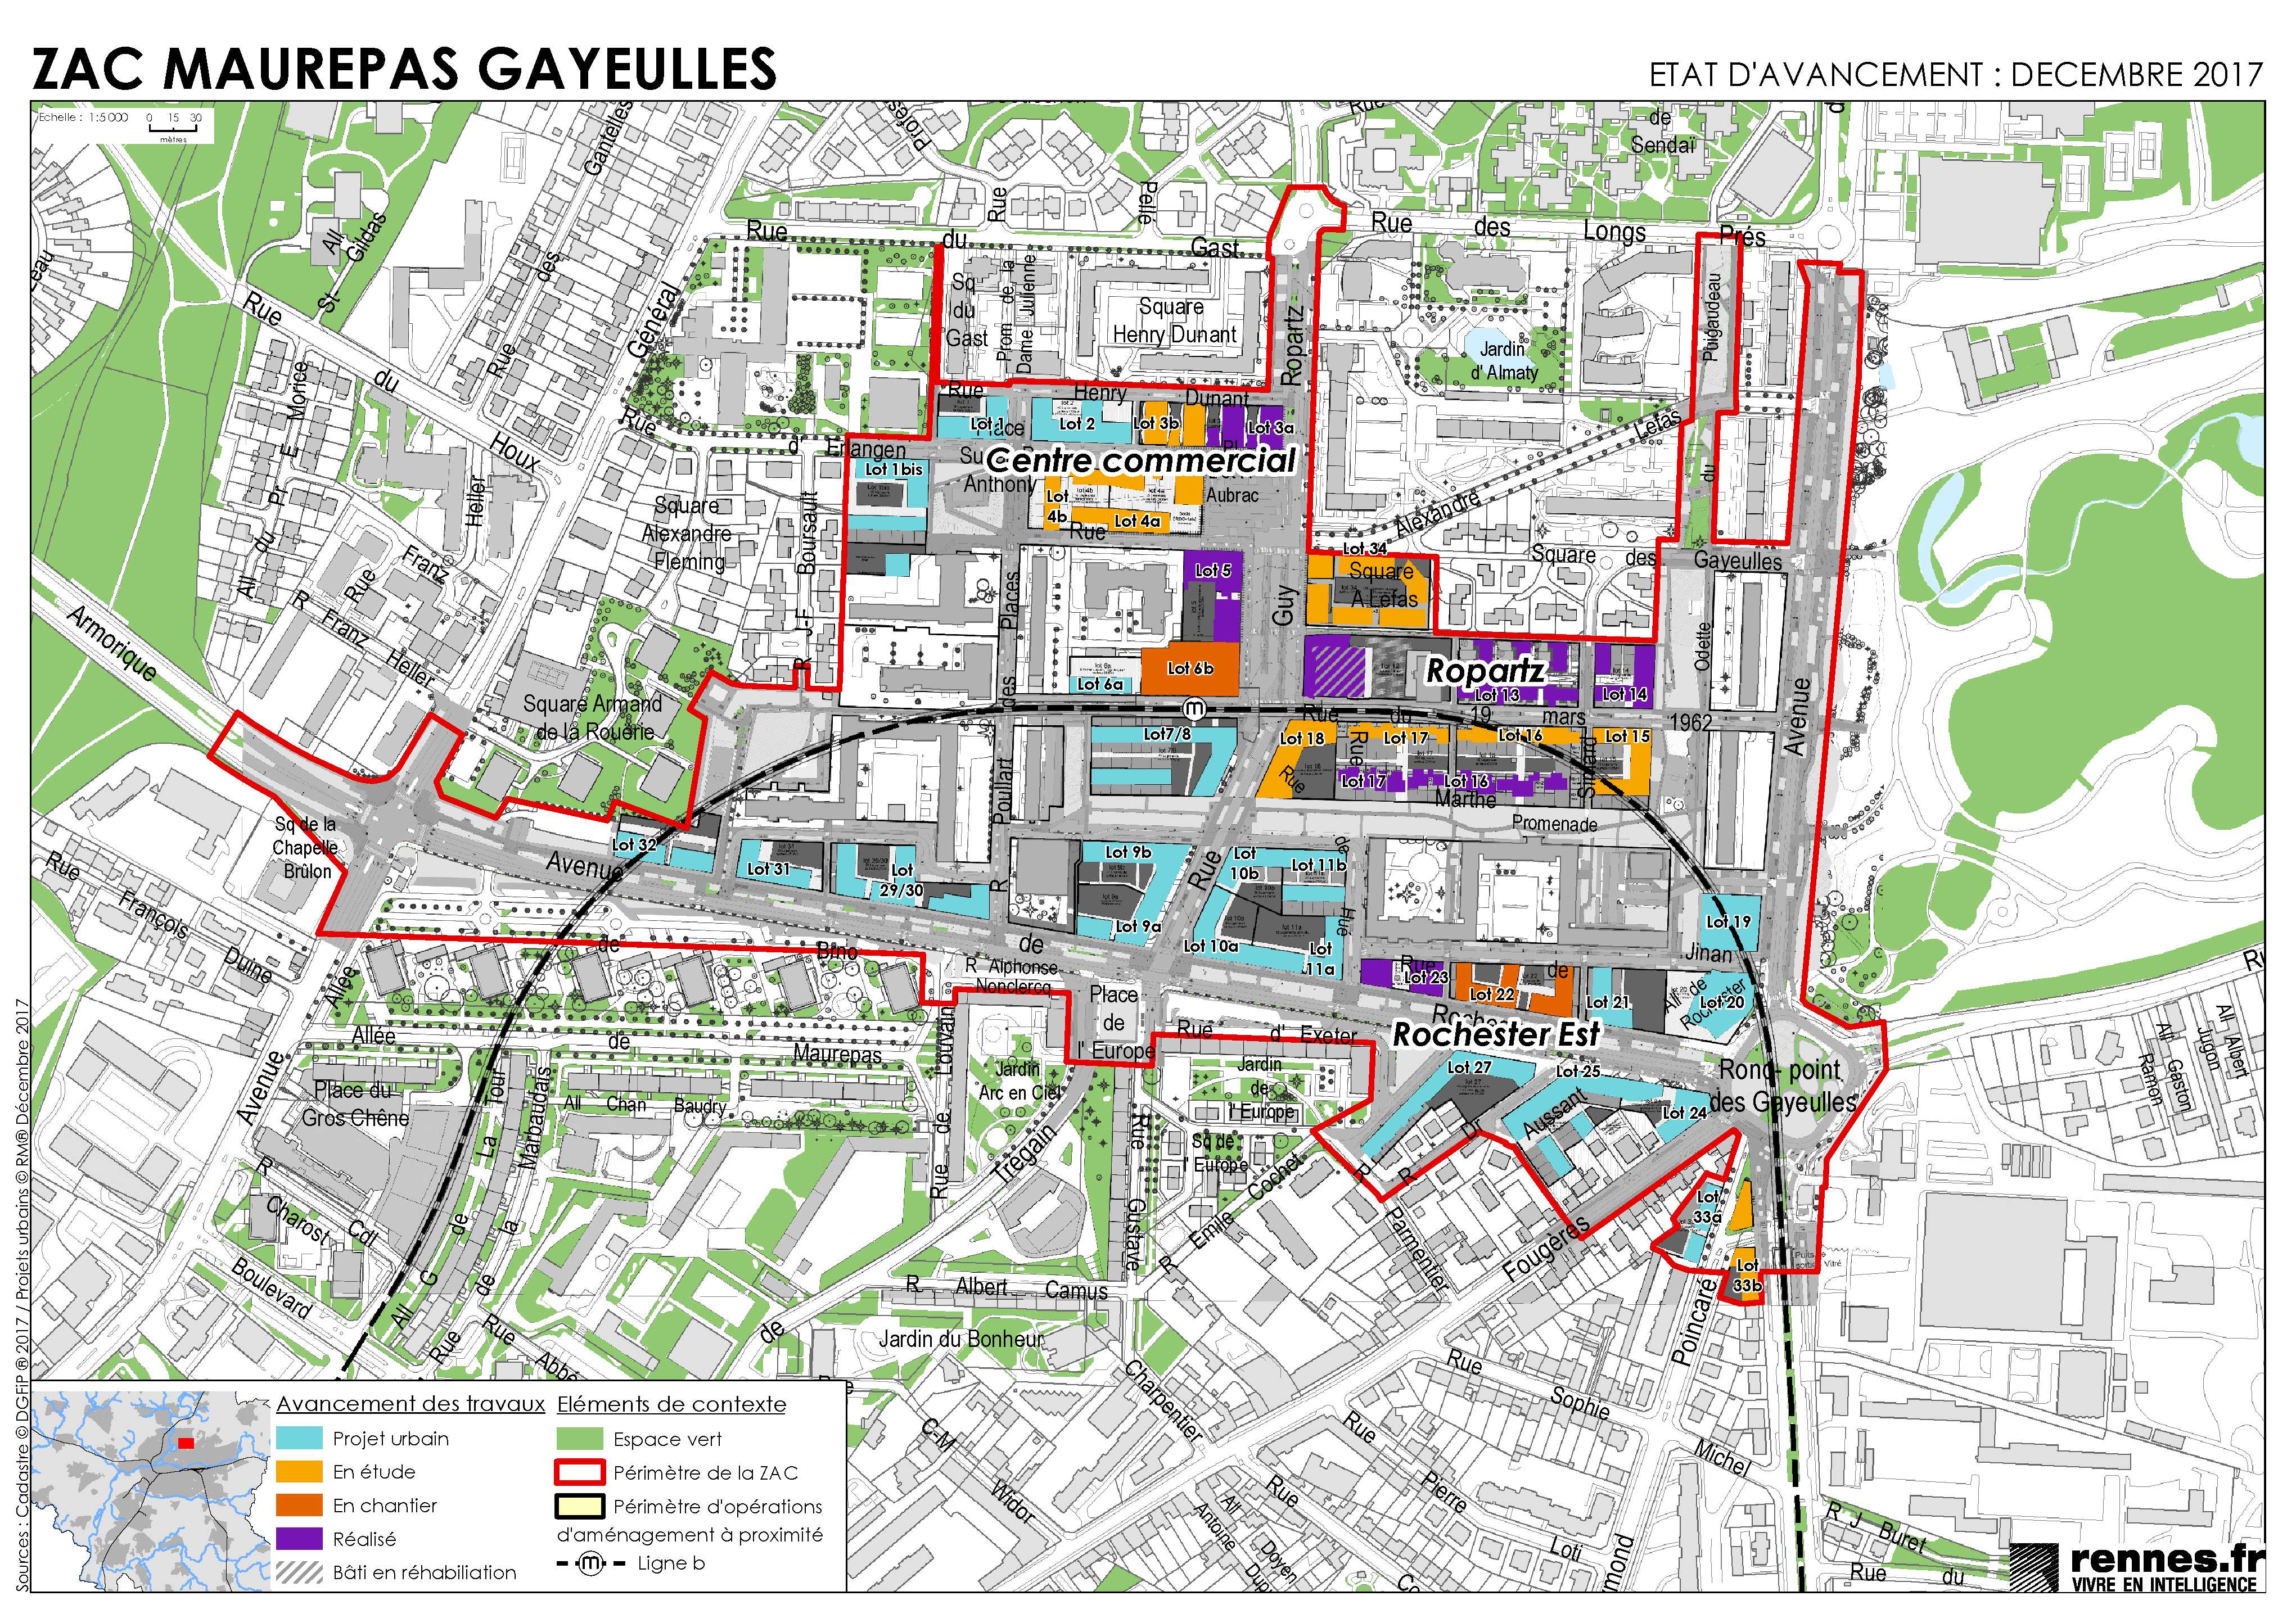 ZAC MAUREPAS GAYEULLES
ETAT D'AVANCEMENT : DECEMBRE 2017
Echelle : 1:5 000
0 15 30
mètres
Rue des Gantelles
All St- Gildas
Rue du Gast
Rue
Pellé
de Sendaï
Rue des Longs Prés
Général
Rue du Houx
Sq du Gast
Prom de la Dame Julienne
Square Henry Dunant
Ropartz
Jardin d'Almaty
Puigaudeau
All du Pr E Morice
Rue Henry Dunant
Lot 1
Place
Lot 2
Lot 3b
Lot 3a
Rue d'Erlangen
Lot 1bis
Su
Anthony
Centre commercial
Lot 4b
Lot 4a
Aubrac
Rue
Alexandre Lefas
Heller
Square Alexandre Fleming
R J-F Boursault
Rue Franz
R Franz Heller
Lot 34
Square A Lefas
Square des Gayeulles
du
Odette
Lot 5
Guy
Places
des
Poullart
Lot 6b
Lot 6a
Ropartz
Lot 13
Lot 14
Armorique
Square Armand de la Rouërie
m
Rue du 19 mars 1962
Avenue
Lot7/8
Lot 18
Lot 17
Lot 16
Lot 15
Rue
Rue
Lot 17
Lot 16
Marthe
Simard
Promenade
Sq de la Chapelle Brûlon
Lot 32
Avenue
Lot 31
Lot 29/30
R
Lot 9b
Lot 9a
Rue
Lot 10b
Lot 11b
Lot 10a
Lot 11a
de
Hue
Lot 19
Jinan
Rue François Duine
Allée
de
Brno
R Alphonse Nonclercq
de
Lot 23
Rue
de
Lot 22
Lot 21
All de Rochester
Lot 20
Place de l'Europe
Rue d'Exeter
Rochester Est
Allée de Maurepas
Avenue
Place du Gros Chêne
La Tour
Marbaudais
All Chan Baudry
Rue de Louvain
Jardin Arc en Ciel
Jardin de l'Europe
Sq de l'Europe
Lot 27
Lot 25
Lot 24
Aussant
Dr
R
Rond- point des Gayeulles
All Ramon
All Gaston
Jugon
All Albert
Trégain
Rue Gustave Charpentier
R Emile Cochet
R Parmentier
Fougères
Lot 33a
Lot 33b
Puits de sortie Vitré
Poincaré
R Charost Cdt
Boulevard
All G de
Rue de la
Rue Abbé
de
R Albert Camus
Jardin du Bonheur
C-M Widor
Rue Sophie
Michel
Rue Pierre
Loti
Rue
All Antoine
All Doyen
R J Buret
Rue du
Avancement des travaux
Projet urbain
En étude
En chantier
Réalisé
Bâti en réhabiliation
Eléments de contexte
Espace vert
Périmètre de la ZAC
Périmètre d'opérations
d'aménagement à proximité
m Ligne b
Sources : Cadastre © DGFIP ® 2017 / Projets urbains © RM® Décembre 2017
rennes.fr
VIVRE EN INTELLIGENCE